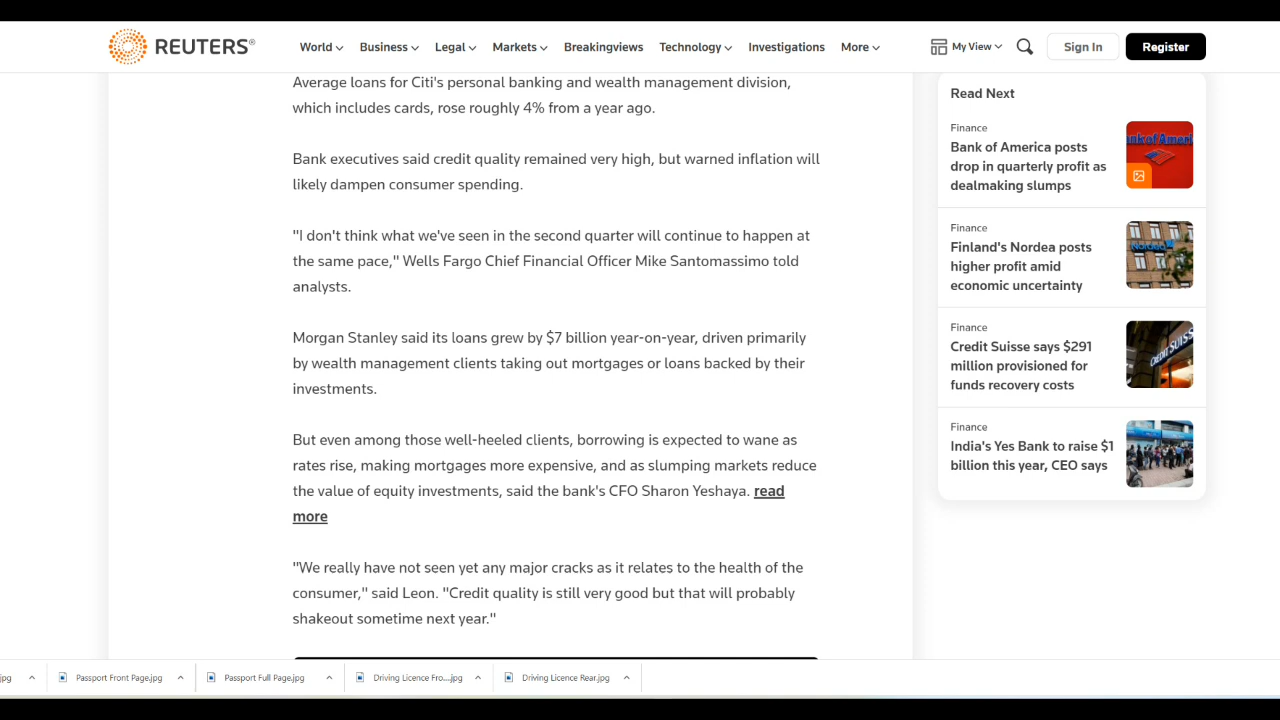 REUTERS®
World
Business
Legal
Markets
Breakingviews
Technology
Investigations
More
My View
Sign In
Register
Average loans for Citi's personal banking and wealth management division,
which includes cards, rose roughly 4% from a year ago.
Bank executives said credit quality remained very high, but warned inflation will
likely dampen consumer spending.
"I don't think what we've seen in the second quarter will continue to happen at
the same pace," Wells Fargo Chief Financial Officer Mike Santomassimo told
analysts.
Morgan Stanley said its loans grew by $7 billion year-on-year, driven primarily
by wealth management clients taking out mortgages or loans backed by their
investments.
But even among those well-heeled clients, borrowing is expected to wane as
rates rise, making mortgages more expensive, and as slumping markets reduce
the value of equity investments, said the bank's CFO Sharon Yeshaya. read
more
"We really have not seen yet any major cracks as it relates to the health of the
consumer," said Leon. "Credit quality is still very good but that will probably
shakeout sometime next year."
Read Next
Finance
Bank of America posts
drop in quarterly profit as
dealmaking slumps
Finance
Finland's Nordea posts
higher profit amid
economic uncertainty
Finance
Credit Suisse says $291
million provisioned for
funds recovery costs
CREDIT SUISS
Finance
India's Yes Bank to raise $1
billion this year, CEO says
jpg
Passport Front Page.jpg
Passport Full Page.jpg
Driving Licence Fro....jpg
Driving Licence Rear.jpg